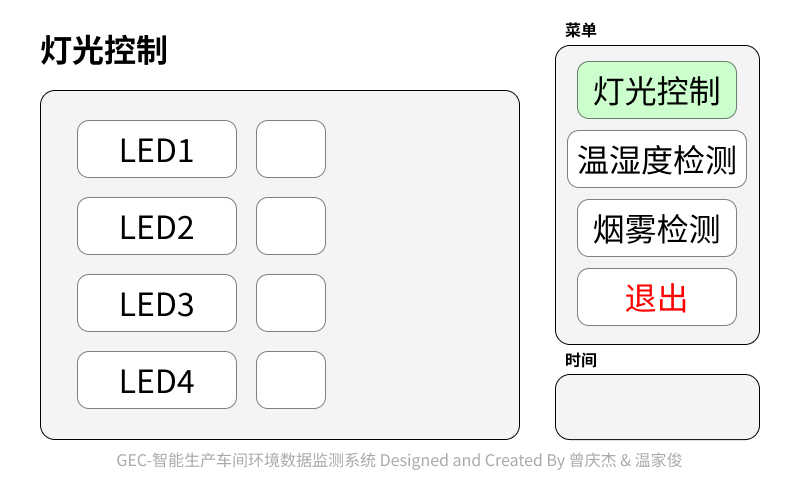 灯光控制
LED1
LED2
LED3
LED4
菜单
灯光控制
温湿度检测
烟雾检测
退出
时间
GEC-智能生产车间环境数据监测系统 Designed and Created By 曾庆杰 & 温家俊